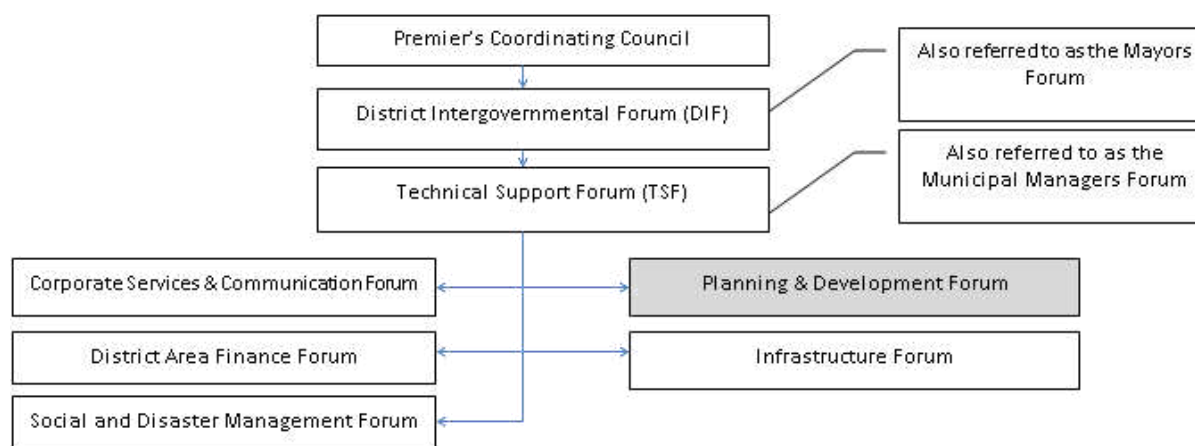 Premier's Coordinating Council
Also referred to as the Mayors
Forum
District Intergovernmental Forum (DIF)
Also referred to as the
Municipal Managers Forum
Technical Support Forum (TSF)
Corporate Services & Communication Forum
Planning & Development Forum
District Area Finance Forum
Infrastructure Forum
Social and Disaster Management Forum